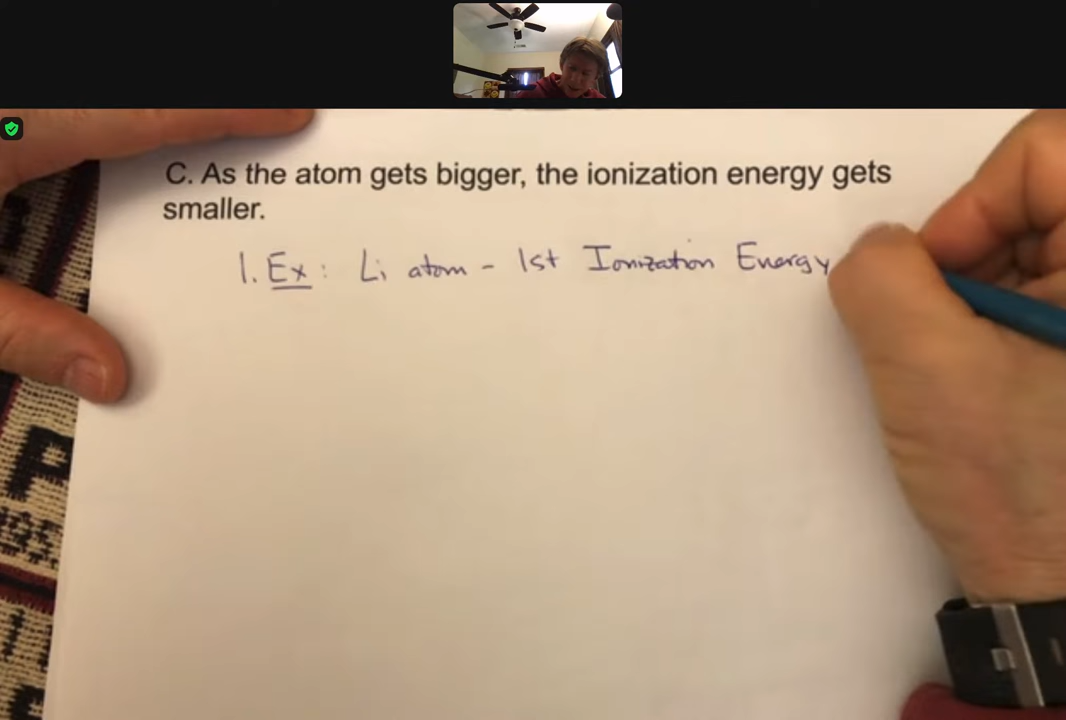 C. As the atom gets bigger, the ionization energy gets
smaller.
1. Ex: Li atom - 1st Ionization Energy